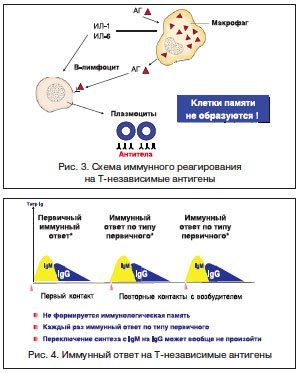 АГ
Макрофаг
ИЛ-1
ИЛ-6
В-лимфоцит
АГ
Плазмоциты
Антитела
Клетки памяти
не образуются !
Рис. 3. Схема иммунного реагирования
на Т-независимые антигены
Титр Ig
Первичный
иммунный
ответ*
Иммунный
ответ по типу
первичного*
Иммунный
ответ по типу
первичного*
IgM
IgG
IgM
IgG
IgM
IgG
Первый контакт
Повторные контакты с возбудителем
Не формируется иммунологическая память
Каждый раз иммунный ответ по типу первичного
Переключение синтеза с IgM на IgG может вообще не произойти
Рис. 4. Иммунный ответ на Т-независимые антигены